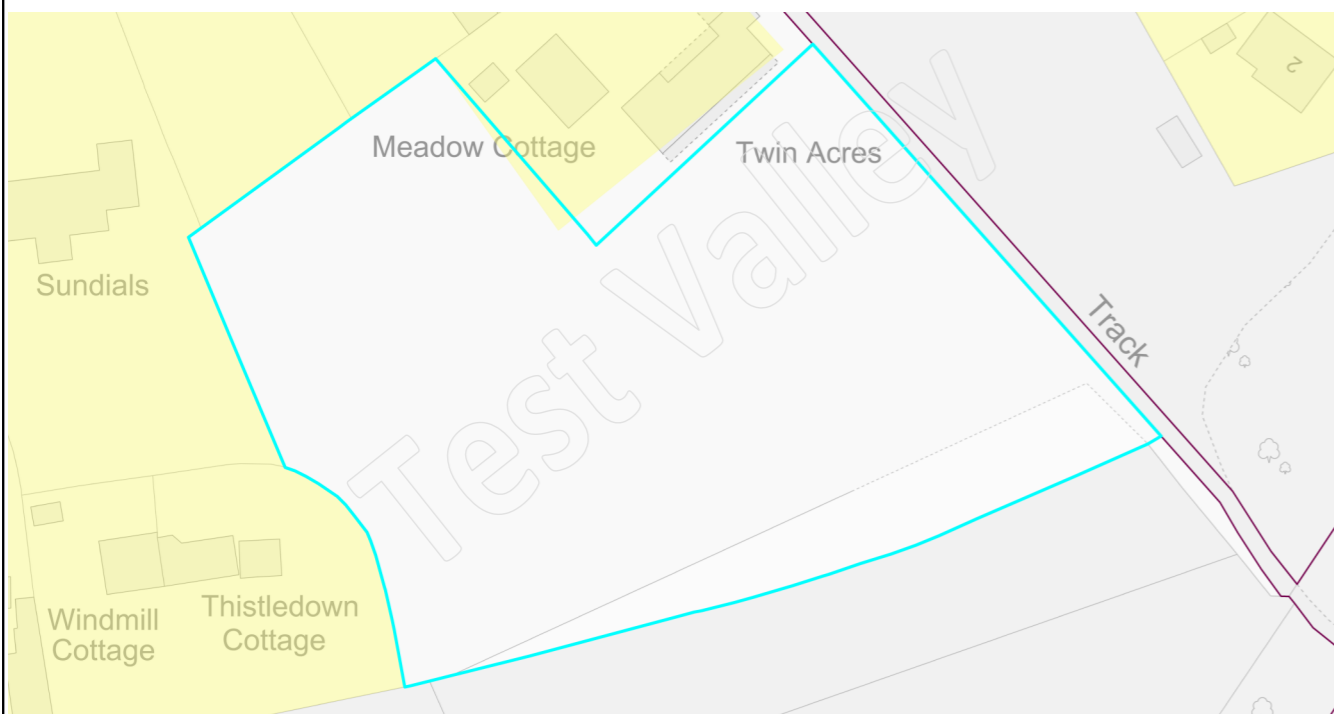 2
Meadow Cottage
Twin Acres
Test Valley
Sundials
Track
Windmill
Cottage
Thistledown
Cottage